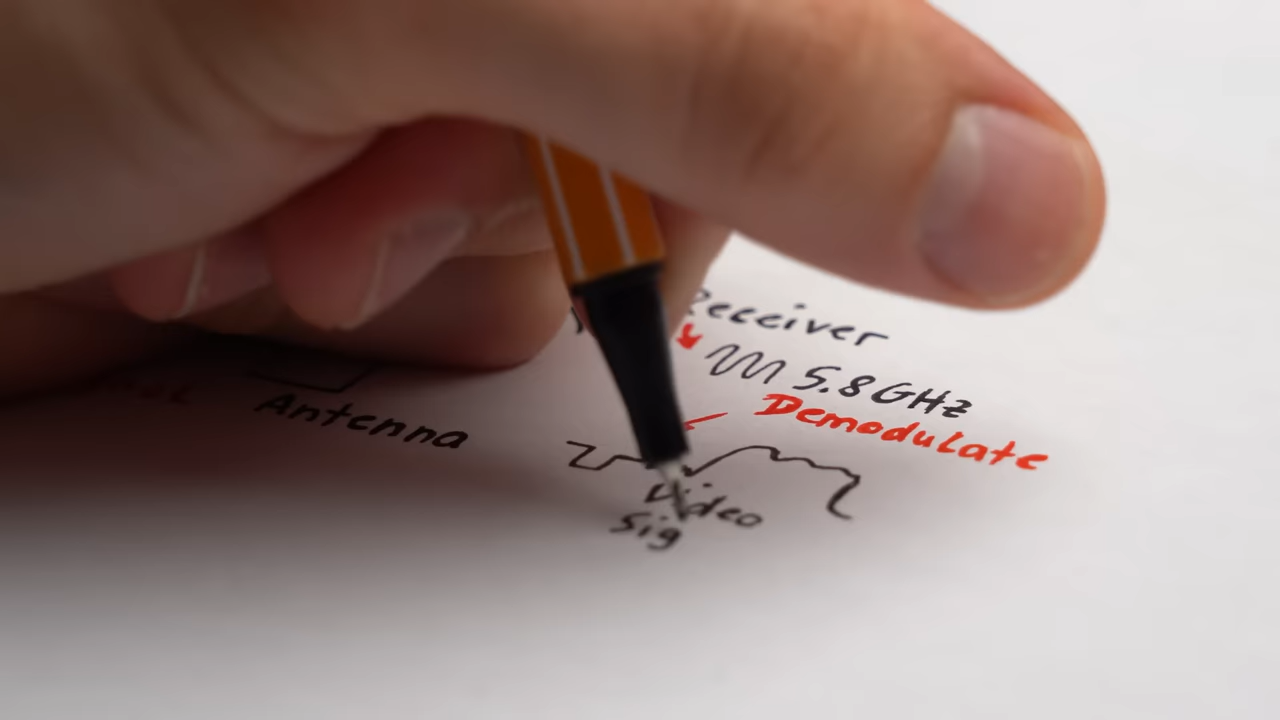 Receiver
5.8GHz
Demodulate
Antenna
Video
Sig